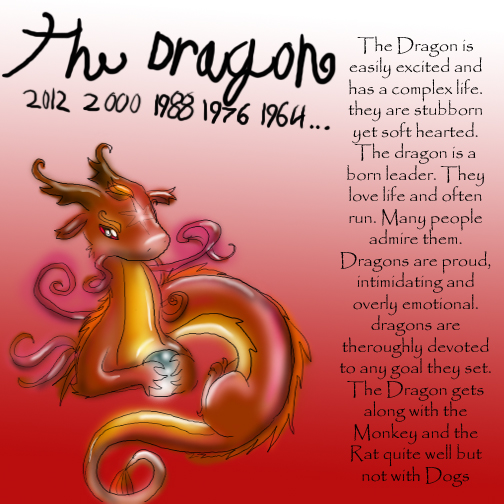 The Dragon
2012 2000 1988 1976 1964...
The Dragon is
easily excited and
has a complex life.
they are stubborn
yet soft hearted.
The dragon is a
born leader. They
love life and often
run. Many people
admire them.
Dragons are proud,
intimidating and
overly emotional.
dragons are
theroughly devoted
to any goal they set.
The Dragon gets
along with the
Monkey and the
Rat quite well but
not with Dogs